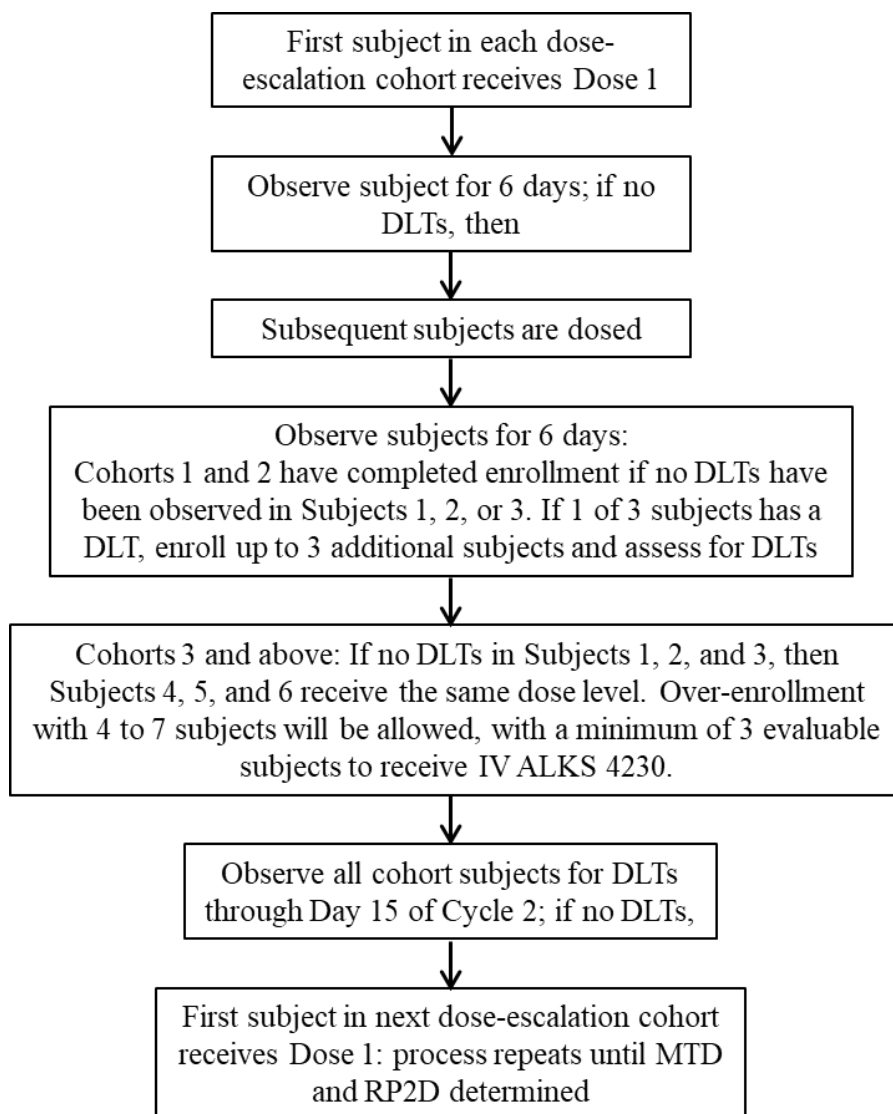 First subject in each dose-
escalation cohort receives Dose 1
Observe subject for 6 days; if no
DLTs, then
Subsequent subjects are dosed
Observe subjects for 6 days:
Cohorts 1 and 2 have completed enrollment if no DLTs have
been observed in Subjects 1, 2, or 3. If 1 of 3 subjects has a
DLT, enroll up to 3 additional subjects and assess for DLTs
Cohorts 3 and above: If no DLTs in Subjects 1, 2, and 3, then
Subjects 4, 5, and 6 receive the same dose level. Over-enrollment
with 4 to 7 subjects will be allowed, with a minimum of 3 evaluable
subjects to receive IV ALKS 4230.
Observe all cohort subjects for DLTs
through Day 15 of Cycle 2; if no DLTs,
First subject in next dose-escalation cohort
receives Dose 1: process repeats until MTD
and RP2D determined